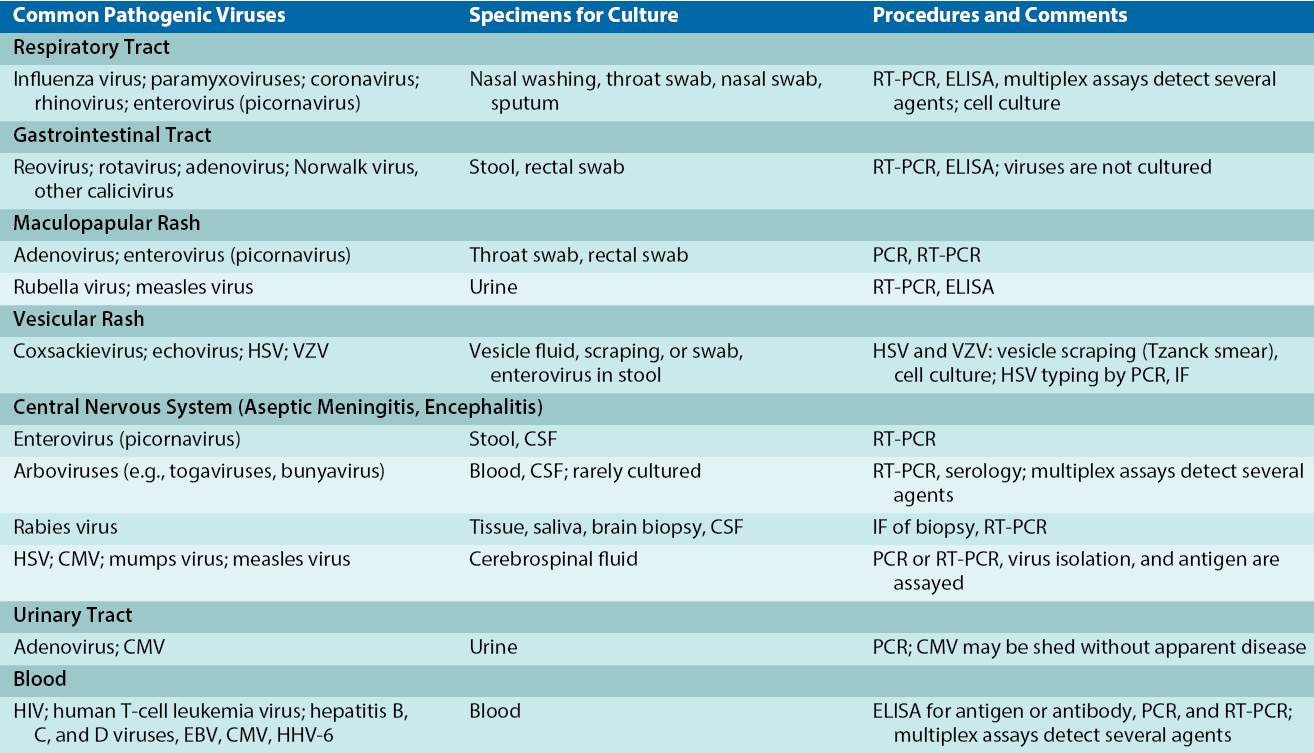 Common Pathogenic Viruses Specimens for Culture Procedures and Comments
Respiratory Tract
Influenza virus; paramyxoviruses; coronavirus; Nasal washing, throat swab, nasal swab, RT-PCR, ELISA, multiplex assays detect several
rhinovirus; enterovirus (picornavirus) sputum agents; cell culture
Gastrointestinal Tract
Reovirus; rotavirus; adenovirus; Norwalk virus, Stool, rectal swab RT-PCR, ELISA; viruses are not cultured
other calicivirus
Maculopapular Rash
Adenovirus; enterovirus (picornavirus) Throat swab, rectal swab PCR, RT-PCR
Rubella virus; measles virus Urine RT-PCR, ELISA
Vesicular Rash
Coxsackievirus; echovirus; HSV; VZV Vesicle fluid, scraping, or swab, HSV and VZV: vesicle scraping (Tzanck smear),
enterovirus in stool cell culture; HSV typing by PCR, IF
Central Nervous System (Aseptic Meningitis, Encephalitis)
Enterovirus (picornavirus) Stool, CSF RT-PCR
Arboviruses (e.g., togaviruses, bunyavirus) Blood, CSF; rarely cultured RT-PCR, serology; multiplex assays detect several
agents
Rabies virus Tissue, saliva, brain biopsy, CSF IF of biopsy, RT-PCR
HSV; CMV; mumps virus; measles virus Cerebrospinal fluid PCR or RT-PCR, virus isolation, and antigen are
assayed
Urinary Tract
Adenovirus; CMV Urine PCR; CMV may be shed without apparent disease
Blood
HIV; human T-cell leukemia virus; hepatitis B, Blood ELISA for antigen or antibody, PCR, and RT-PCR;
C, and D viruses, EBV, CMV, HHV-6 multiplex assays detect several agents